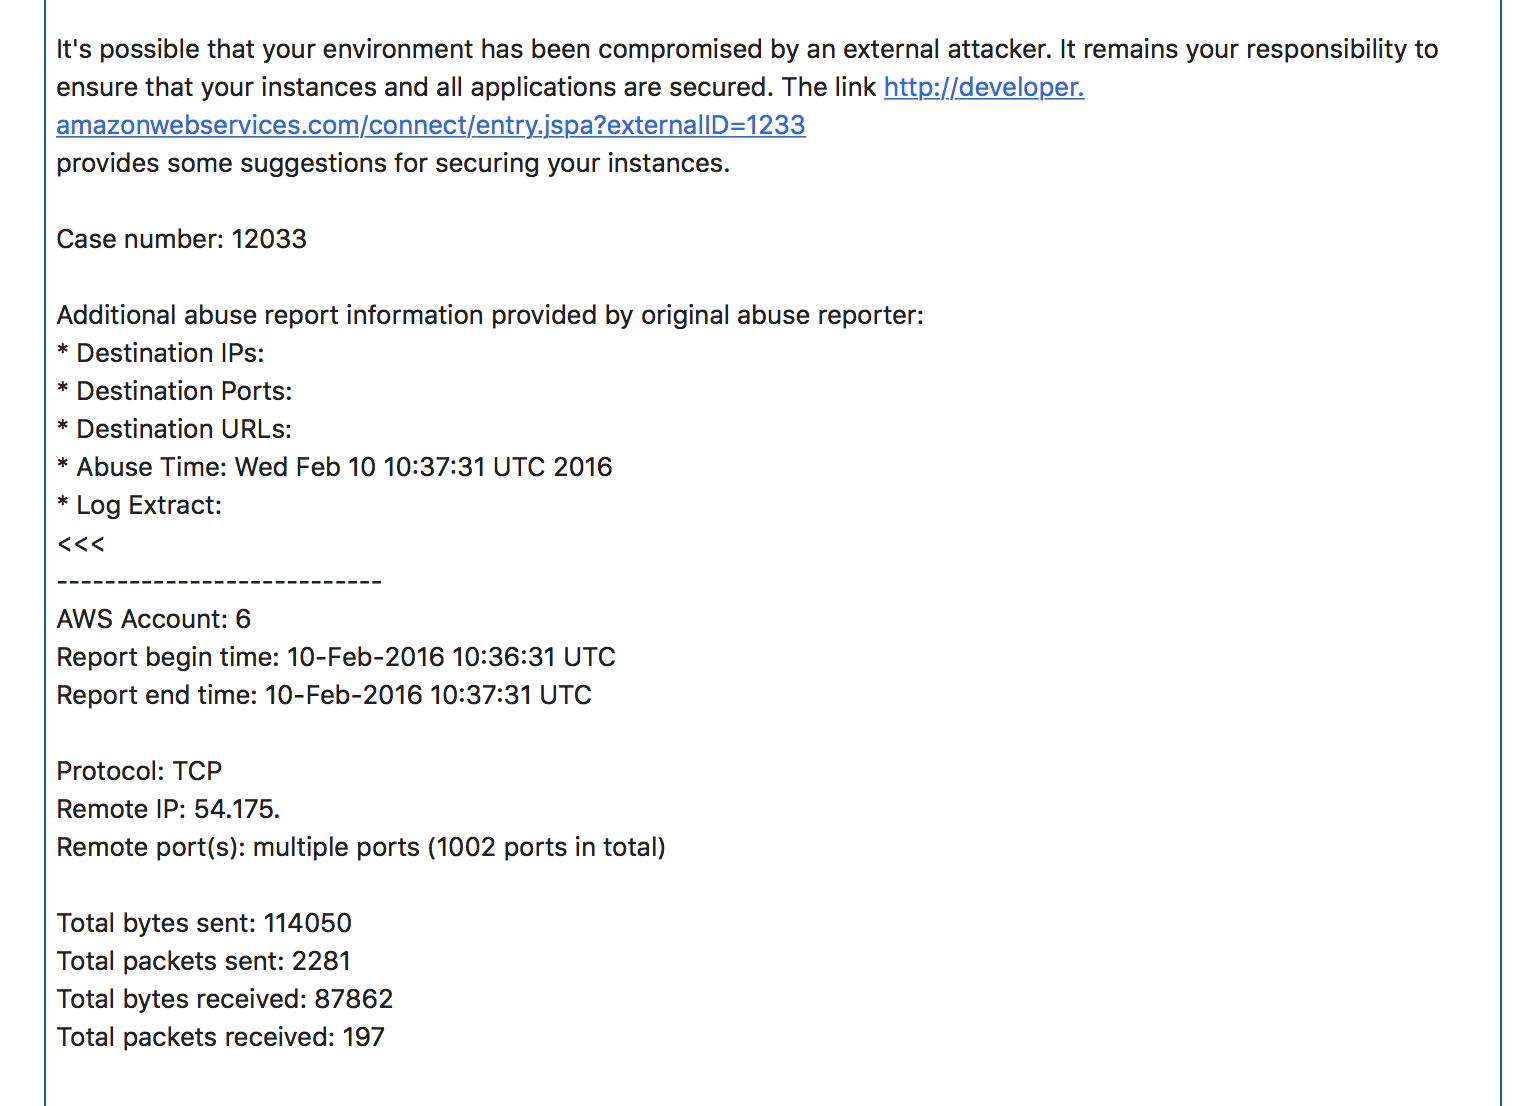 It's possible that your environment has been compromised by an external attacker. It remains your responsibility to
ensure that your instances and all applications are secured. The link http://developer.
amazonwebservices.com/connect/entry.jspa?externalID=1233
provides some suggestions for securing your instances.
Case number: 12033
Additional abuse report information provided by original abuse reporter:
* Destination IPs:
* Destination Ports:
* Destination URLs:
* Abuse Time: Wed Feb 10 10:37:31 UTC 2016
* Log Extract:
<<<
---------------------------
AWS Account: 6
Report begin time: 10-Feb-2016 10:36:31 UTC
Report end time: 10-Feb-2016 10:37:31 UTC
Protocol: TCP
Remote IP: 54.175.
Remote port(s): multiple ports (1002 ports in total)
Total bytes sent: 114050
Total packets sent: 2281
Total bytes received: 87862
Total packets received: 197